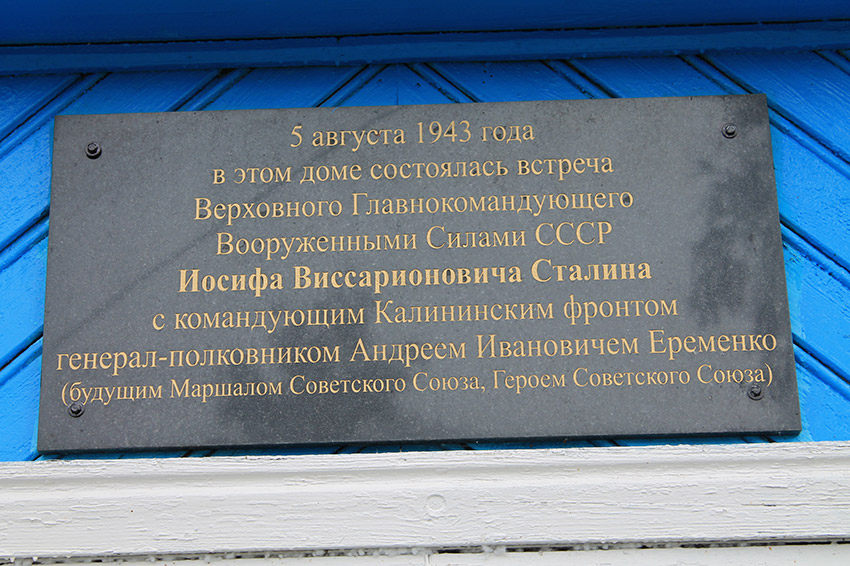 5 августа 1943 года
в этом доме состоялась встреча
Верховного Главнокомандующего
Вооруженными Силами СССР
Иосифа Виссарионовича Сталина
с командующим Калининским фронтом
генерал-полковником Андреем Ивановичем Еременко
(будущим Маршалом Советского Союза, Героем Советского Союза)